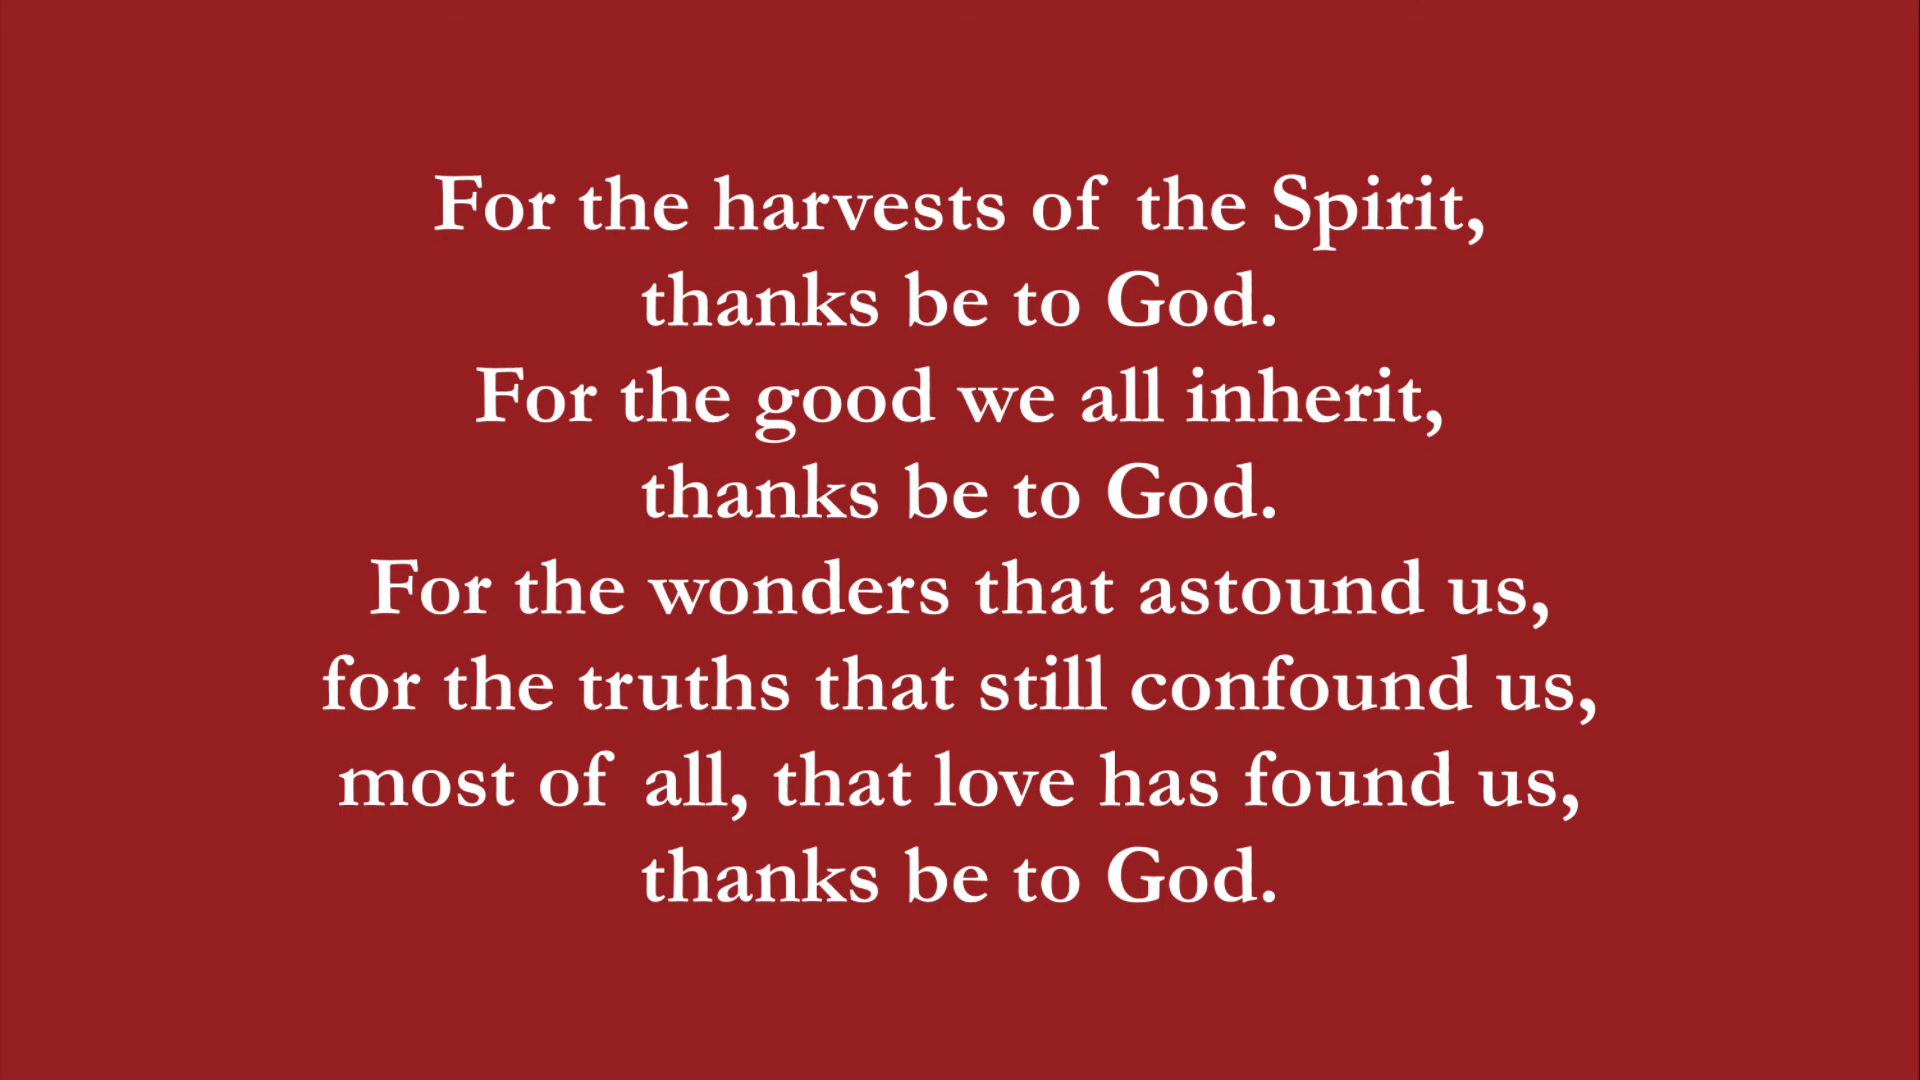 For the harvests of the Spirit,
thanks be to God.
For the good we all inherit,
thanks be to God.
For the wonders that astound us,
for the truths that still confound us,
most of all, that love has found us,
thanks be to God.